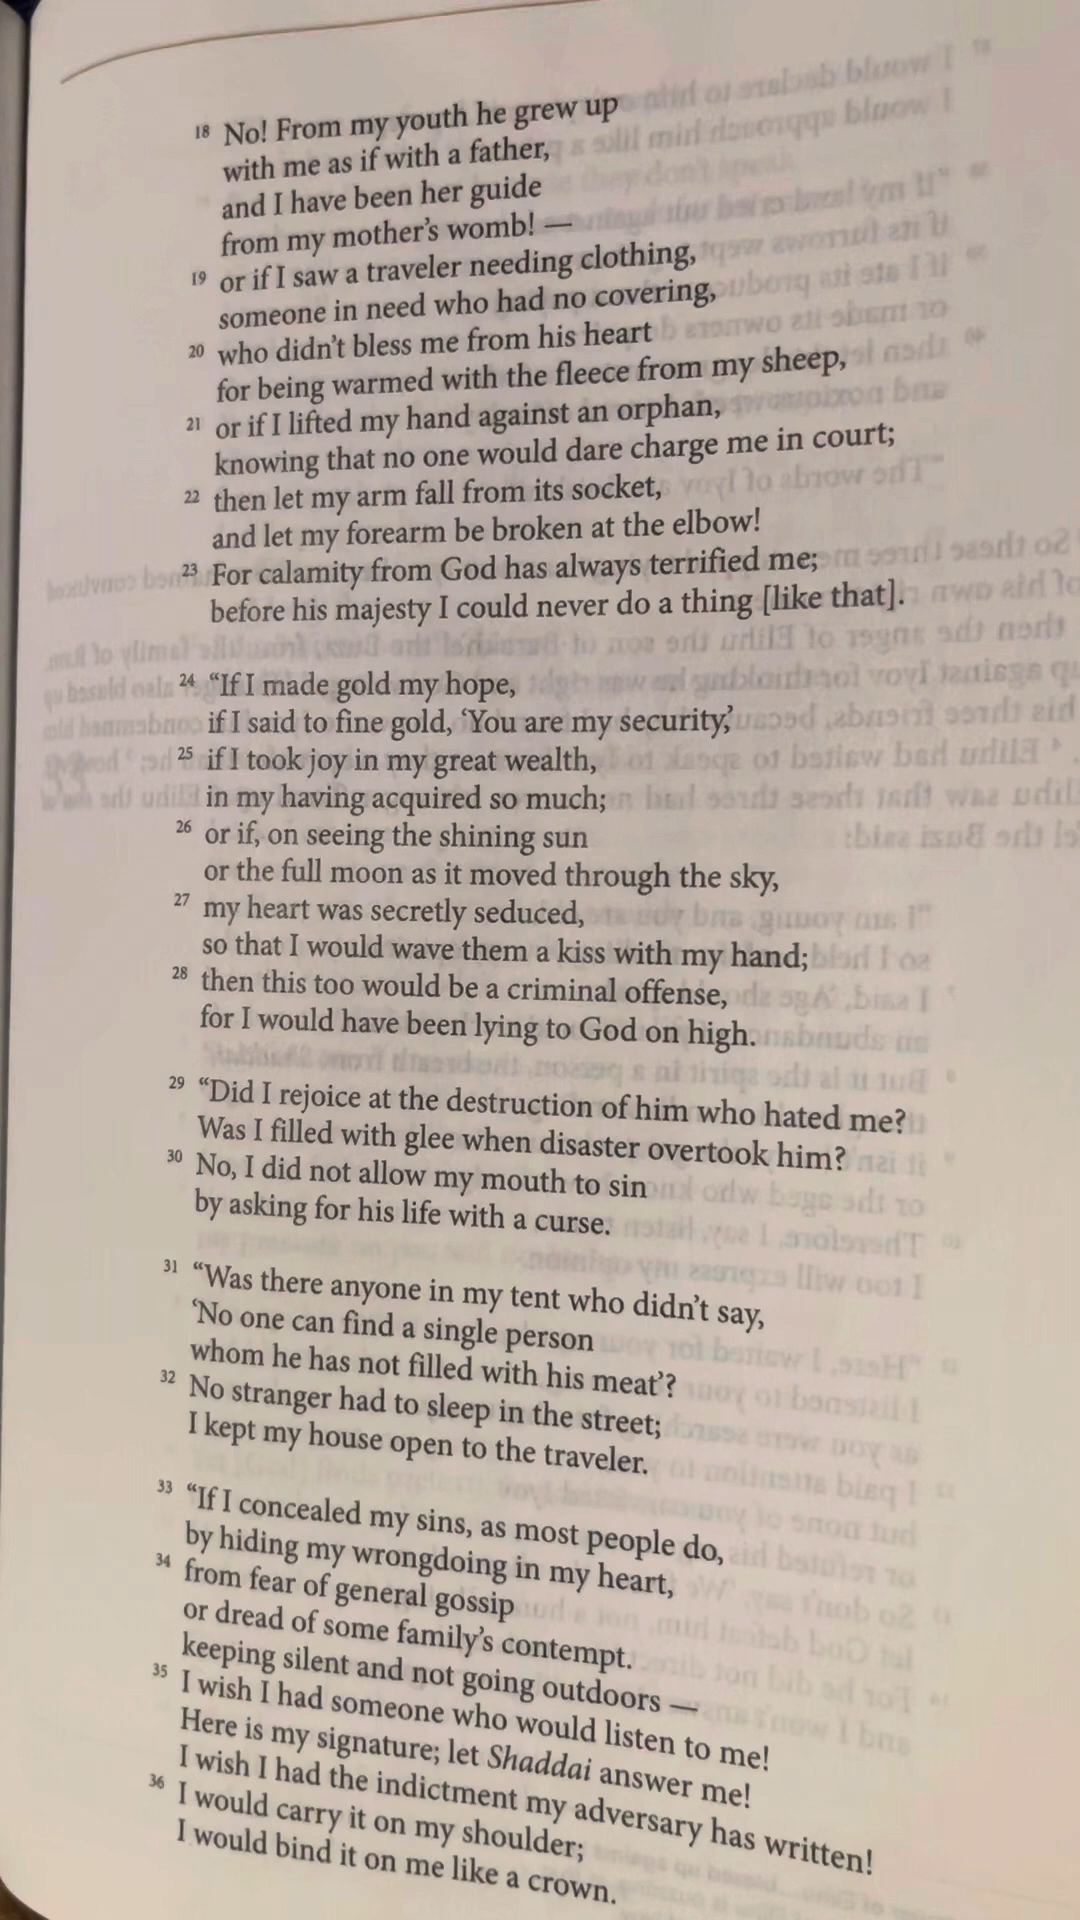 18 No! From my youth he grew up
with me as if with a father,
and I have been her guide
from my mother's womb! —
19 or if I saw a traveler needing clothing,
someone in need who had no covering,
20 who didn't bless me from his heart
for being warmed with the fleece from my sheep,
21 or if I lifted my hand against an orphan,
knowing that no one would dare charge me in court;
22 then let my arm fall from its socket,
and let my forearm be broken at the elbow!
23 For calamity from God has always terrified me;
before his majesty I could never do a thing [like that].
24 “If I made gold my hope,
if I said to fine gold, ‘You are my security,’
25 if I took joy in my great wealth,
in my having acquired so much;
26 or if, on seeing the shining sun
or the full moon as it moved through the sky,
27 my heart was secretly seduced,
so that I would wave them a kiss with my hand;
28 then this too would be a criminal offense,
for I would have been lying to God on high.
29 “Did I rejoice at the destruction of him who hated me?
Was I filled with glee when disaster overtook him?
30 No, I did not allow my mouth to sin
by asking for his life with a curse.
31 “Was there anyone in my tent who didn't say,
‘No one can find a single person
whom he has not filled with his meat’?
32 No stranger had to sleep in the street;
I kept my house open to the traveler.
33 “If I concealed my sins, as most people do,
by hiding my wrongdoing in my heart,
34 from fear of general gossip
or dread of some family's contempt.
keeping silent and not going outdoors —
35 I wish I had someone who would listen to me!
Here is my signature; let Shaddai answer me!
I wish I had the indictment my adversary has written!
36 I would carry it on my shoulder;
I would bind it on me like a crown.